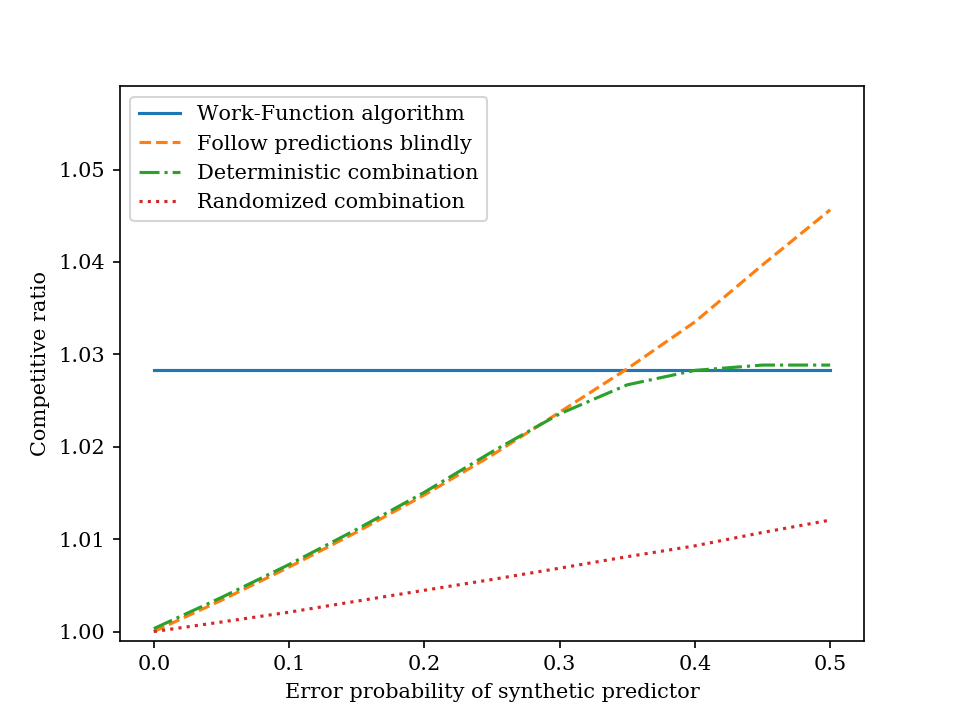 Work-Function algorithm
Follow predictions blindly
Deterministic combination
Randomized combination
Competitive ratio
1.05
1.04
1.03
1.02
1.01
1.00
0.0 0.1 0.2 0.3 0.4 0.5
Error probability of synthetic predictor